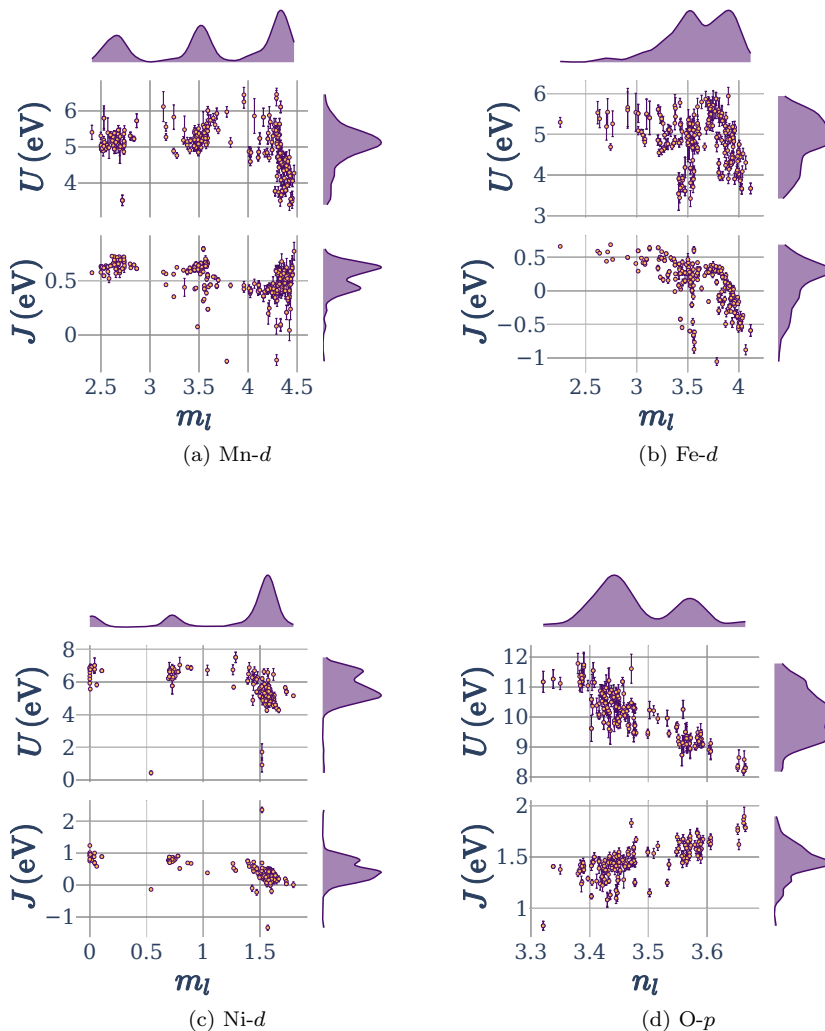 U (eV)
6
5
4
J (eV)
0.5
0
2.5
3
3.5
4
4.5
m_l
(a) Mn-d
U (eV)
6
5
4
3
J (eV)
0.5
0
−0.5
−1
2.5
3
3.5
4
m_l
(b) Fe-d
U (eV)
8
6
4
2
0
J (eV)
2
1
0
−1
0
0.5
1
1.5
m_l
(c) Ni-d
U (eV)
12
11
10
9
8
J (eV)
2
1.5
1
3.3
3.4
3.5
3.6
n_l
(d) O-p